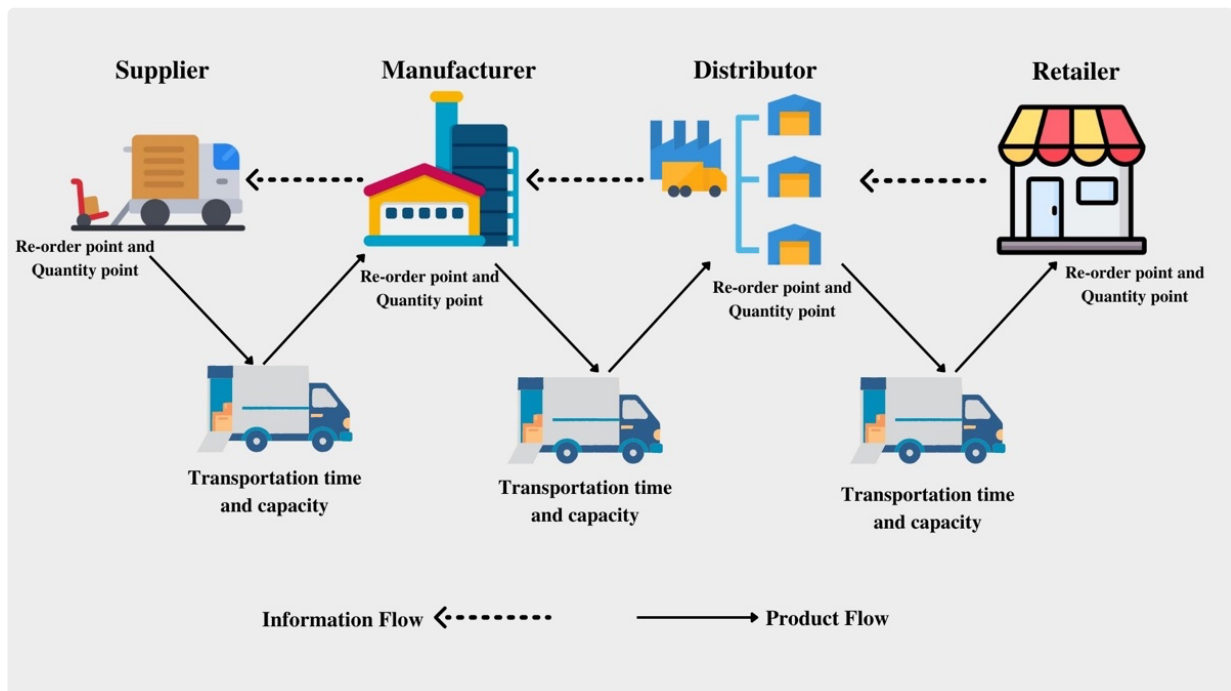 Supplier
Manufacturer
Distributor
Retailer
Re-order point and
Quantity point
Re-order point and
Quantity point
Re-order point and
Quantity point
Re-order point and
Quantity point
Transportation time
and capacity
Transportation time
and capacity
Transportation time
and capacity
Information Flow
Product Flow